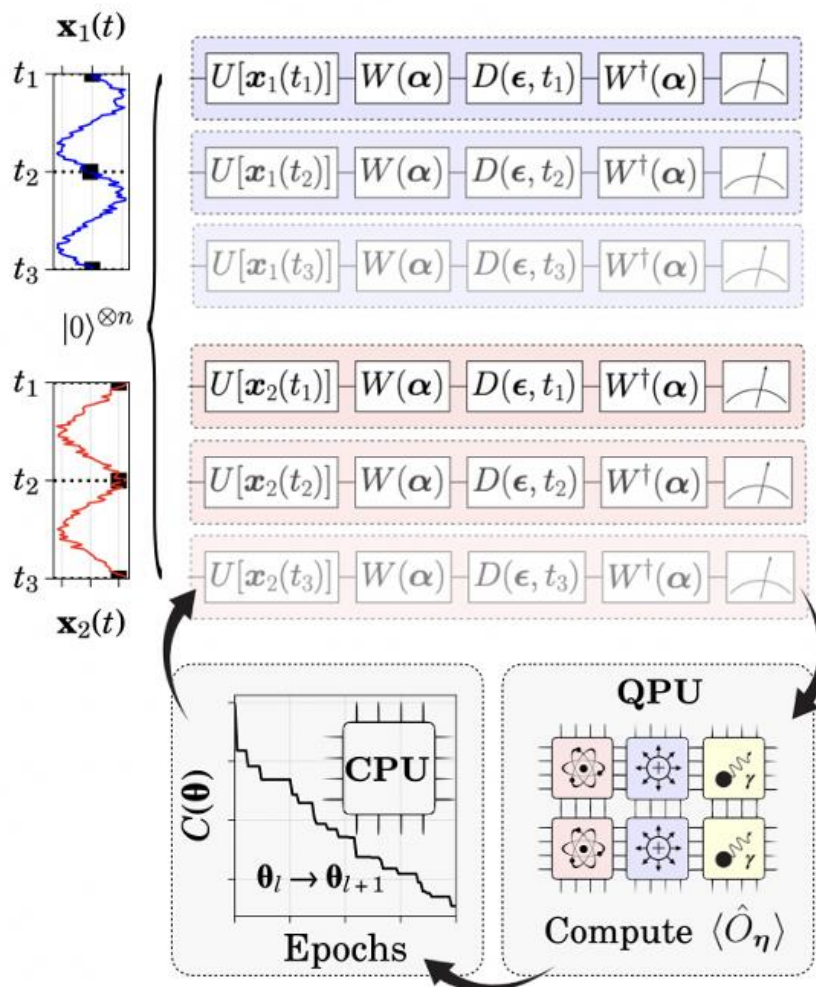 𝐱₁(t)
t₁
U[𝒙₁(t₁)] W(𝜶) D(𝝐, t₁) W†(𝜶)
t₂
U[𝒙₁(t₂)] W(𝜶) D(𝝐, t₂) W†(𝜶)
t₃
U[𝒙₁(t₃)] W(𝜶) D(𝝐, t₃) W†(𝜶)
|0⟩⊗ⁿ
t₁
U[𝒙₂(t₁)] W(𝜶) D(𝝐, t₁) W†(𝜶)
t₂
U[𝒙₂(t₂)] W(𝜶) D(𝝐, t₂) W†(𝜶)
t₃
U[𝒙₂(t₃)] W(𝜶) D(𝝐, t₃) W†(𝜶)
𝐱₂(t)
C(𝛉)
CPU
𝛉ₗ → 𝛉ₗ₊₁
Epochs
QPU
+
γ
+
γ
Compute ⟨Ô_𝜼⟩